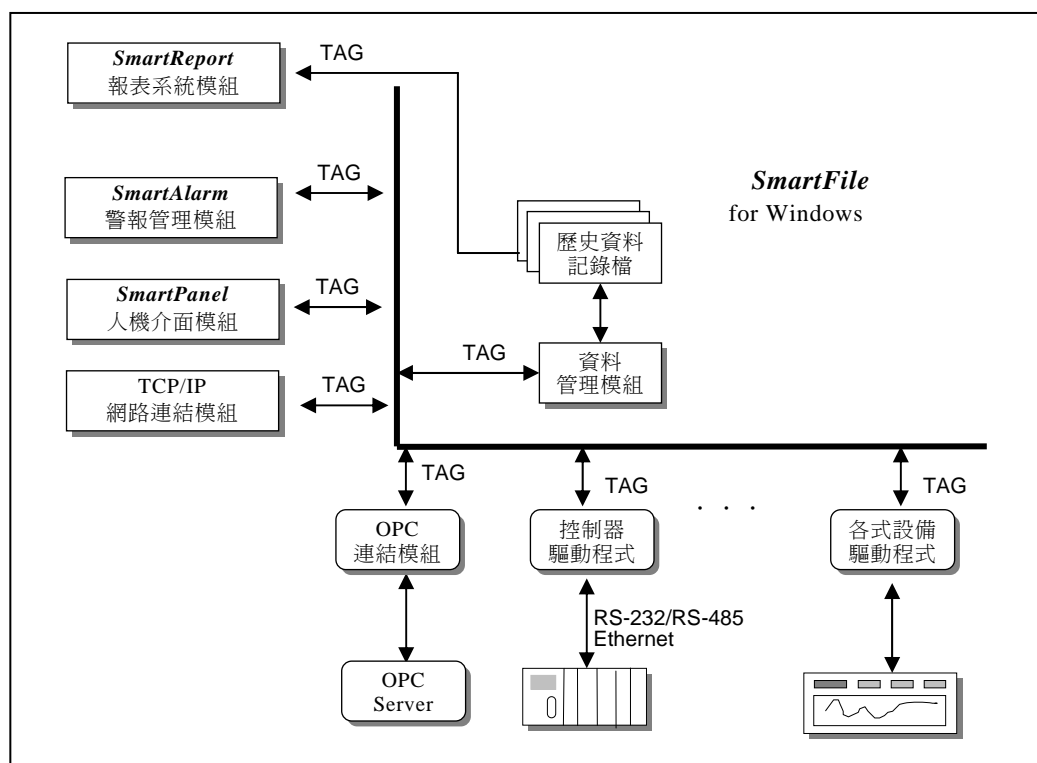 SmartReport
報表系統模組
TAG
SmartAlarm
警報管理模組
TAG
SmartFile
for Windows
歷史資料
記錄檔
SmartPanel
人機介面模組
TAG
TCP/IP
網路連結模組
TAG
TAG
資料
管理模組
TAG
TAG
. . .
TAG
OPC
連結模組
控制器
驅動程式
各式設備
驅動程式
RS-232/RS-485
Ethernet
OPC
Server